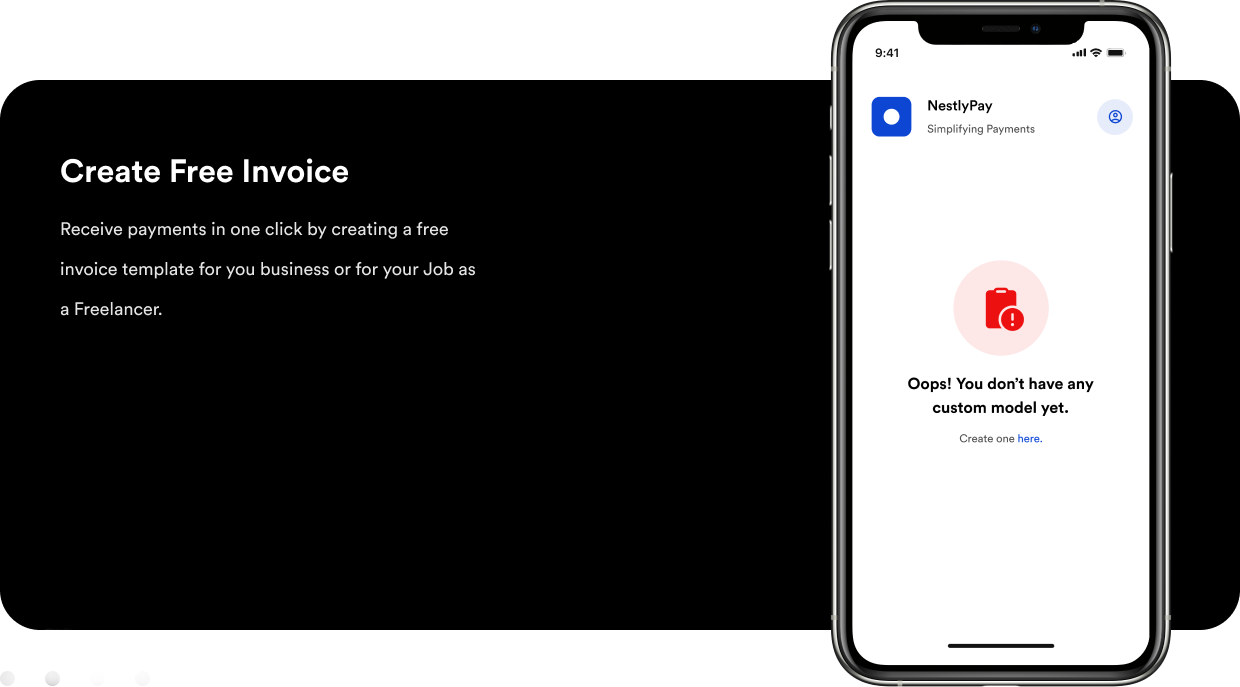 Create Free Invoice
Receive payments in one click by creating a free
invoice template for you business or for your Job as
a Freelancer.
9:41
NestlyPay
Simplifying Payments
Oops! You don’t have any
custom model yet.
Create one here.